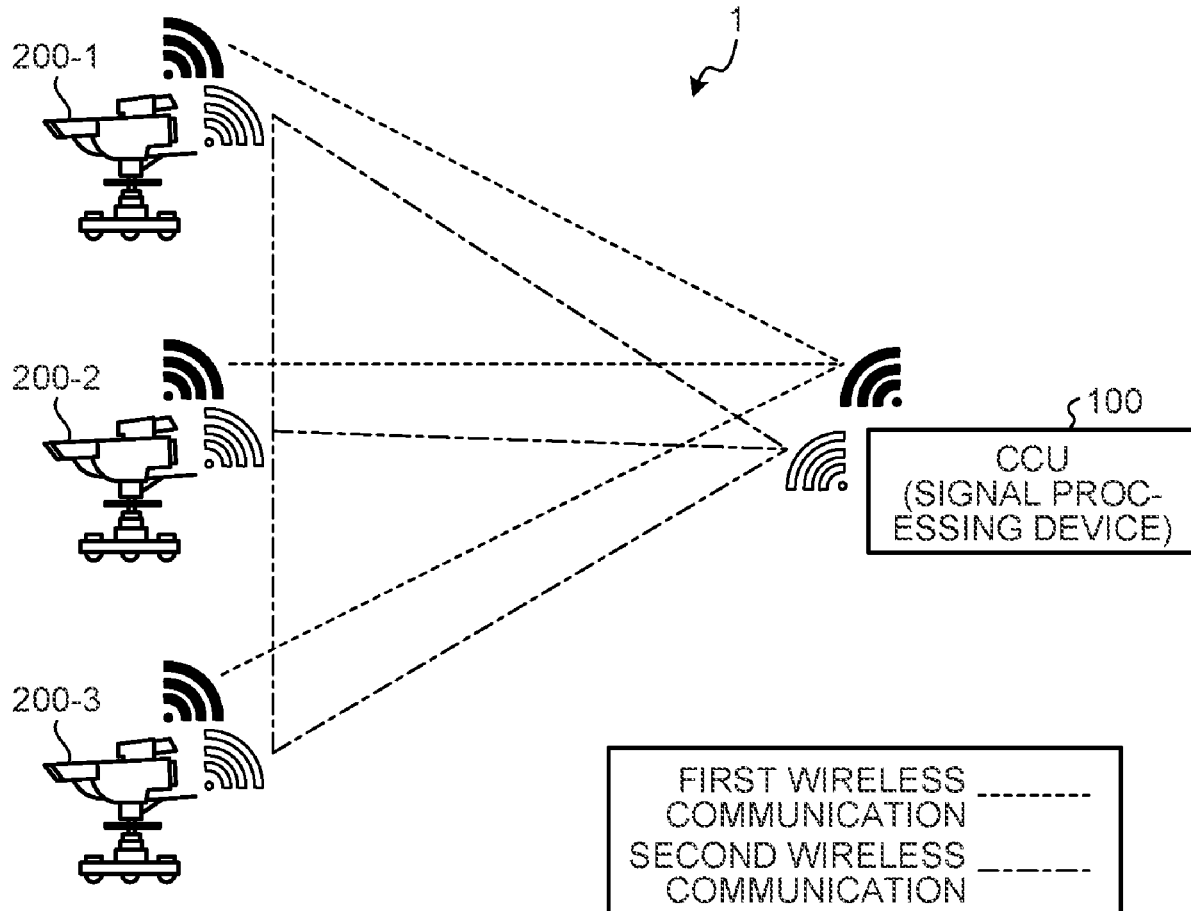 1
200-1
200-2
100
CCU
(SIGNAL PROC-
ESSING DEVICE)
200-3
FIRST WIRELESS
COMMUNICATION
SECOND WIRELESS
COMMUNICATION